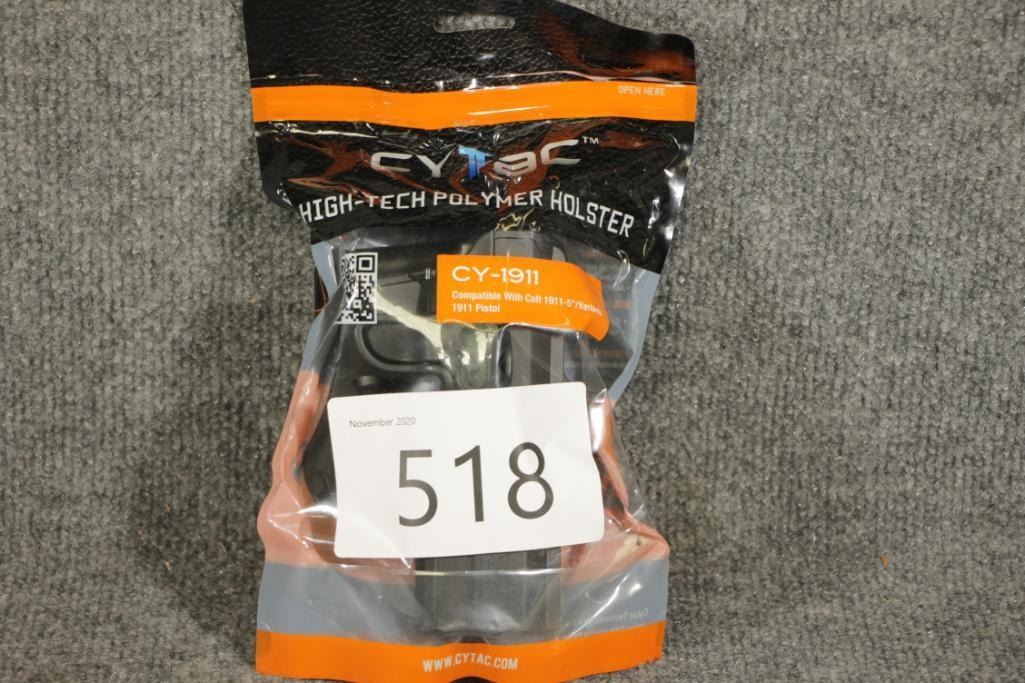 OPEN HERE
CYTaC™
HIGH-TECH POLYMER HOLSTER
CY-1911
Compatible With Colt 1911-5"/Variants
1911 Pistol
November 2020
518
Cytac
WWW.CYTAC.COM